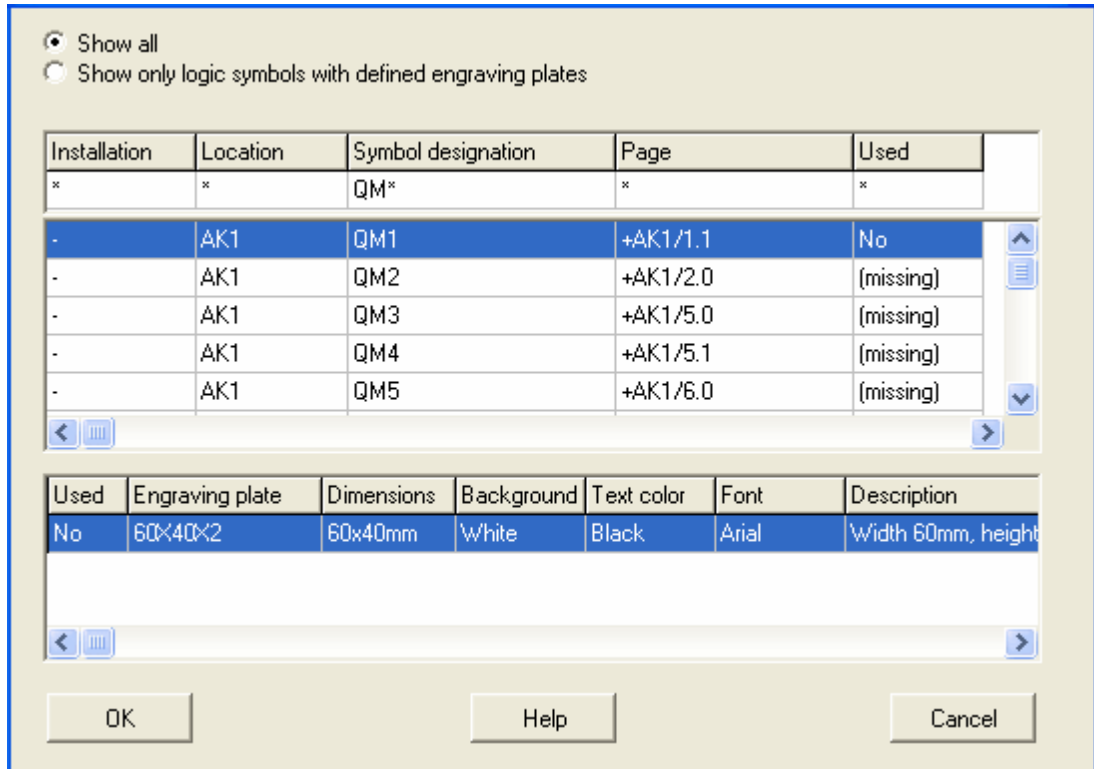 Show all
Show only logic symbols with defined engraving plates
Installation Location Symbol designation Page Used
* * QM* * *
- AK1 QM1 +AK1/1.1 No
- AK1 QM2 +AK1/2.0 (missing)
- AK1 QM3 +AK1/5.0 (missing)
- AK1 QM4 +AK1/5.1 (missing)
- AK1 QM5 +AK1/6.0 (missing)
Used Engraving plate Dimensions Background Text color Font Description
No 60X40X2 60x40mm White Black Arial Width 60mm, height
OK Help Cancel